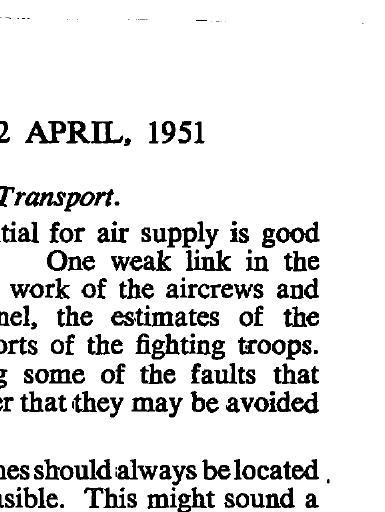 2 APRIL, 1951
Transport.
tial for air supply is good
One weak link in the
work of the aircrews and
nel, the estimates of the
orts of the fighting troops.
g some of the faults that
er that they may be avoided
nes should always be located
sible. This might sound a